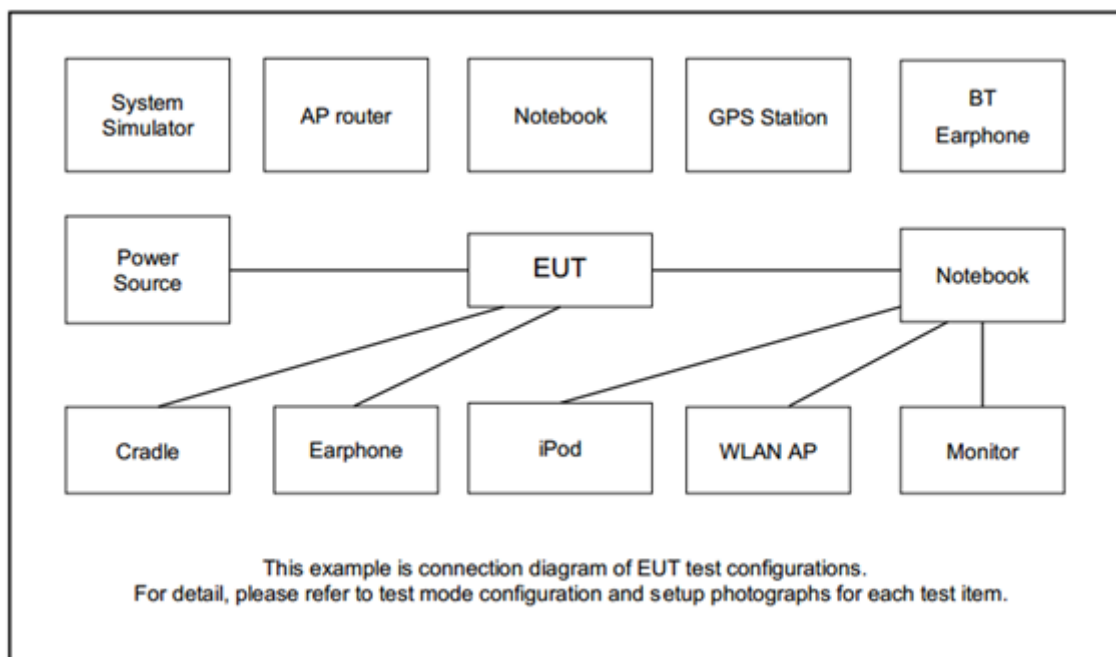 System
Simulator
AP router
Notebook
GPS Station
BT
Earphone
Power
Source
EUT
Notebook
Cradle
Earphone
iPod
WLAN AP
Monitor
This example is connection diagram of EUT test configurations.
For detail, please refer to test mode configuration and setup photographs for each test item.